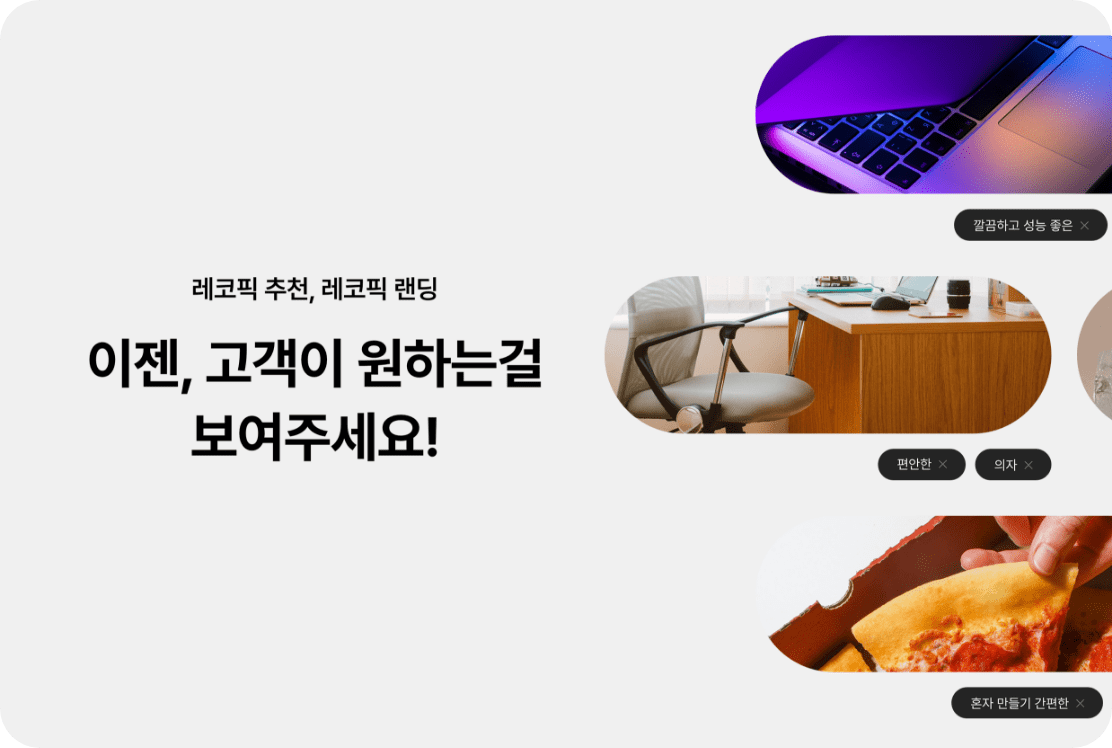 레코픽 추천, 레코픽 랜딩
이젠, 고객이 원하는걸
보여주세요!
깔끔하고 성능 좋은 ×
편안한 ×
의자 ×
혼자 만들기 간편한 ×